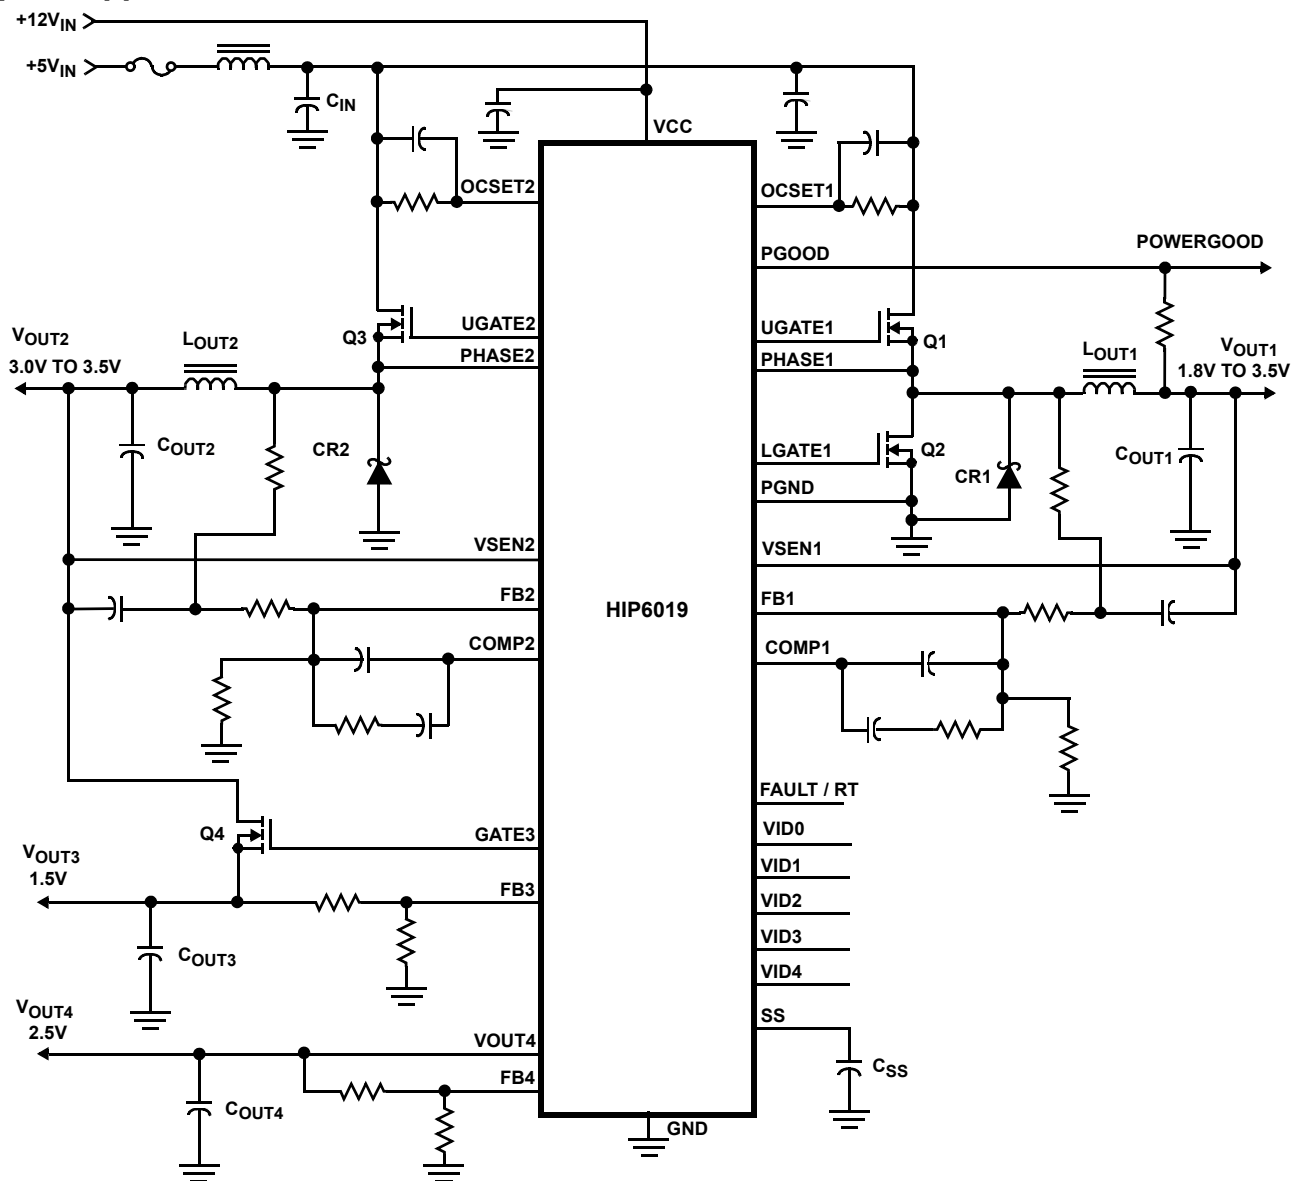 +12VIN
+5VIN
CIN
VCC
OCSET2
OCSET1
PGOOD
POWERGOOD
Q3
UGATE2
PHASE2
UGATE1
PHASE1
Q1
VOUT2
3.0V TO 3.5V
LOUT2
LOUT1
VOUT1
1.8V TO 3.5V
COUT2
CR2
LGATE1
Q2
PGND
CR1
COUT1
VSEN2
VSEN1
FB2
HIP6019
FB1
COMP2
COMP1
FAULT / RT
Q4
GATE3
VID0
VOUT3
1.5V
VID1
FB3
VID2
COUT3
VID3
VID4
VOUT4
2.5V
SS
VOUT4
FB4
CSS
COUT4
GND